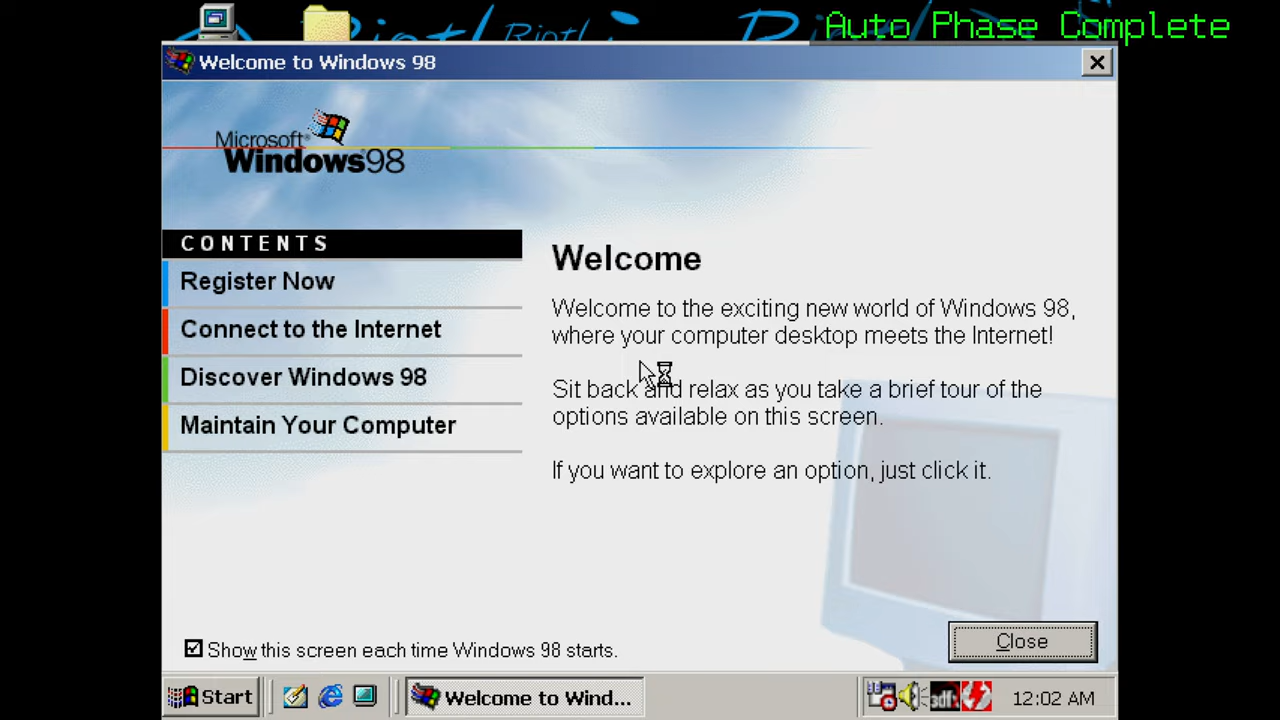 Riot!
Riot!
Auto Phase Complete
Welcome to Windows 98
Microsoft®
Windows98
CONTENTS
Register Now
Connect to the Internet
Discover Windows 98
Maintain Your Computer
Welcome
Welcome to the exciting new world of Windows 98,
where your computer desktop meets the Internet!
Sit back and relax as you take a brief tour of the
options available on this screen.
If you want to explore an option, just click it.
Show this screen each time Windows 98 starts.
Close
Start
Welcome to Wind...
12:02 AM